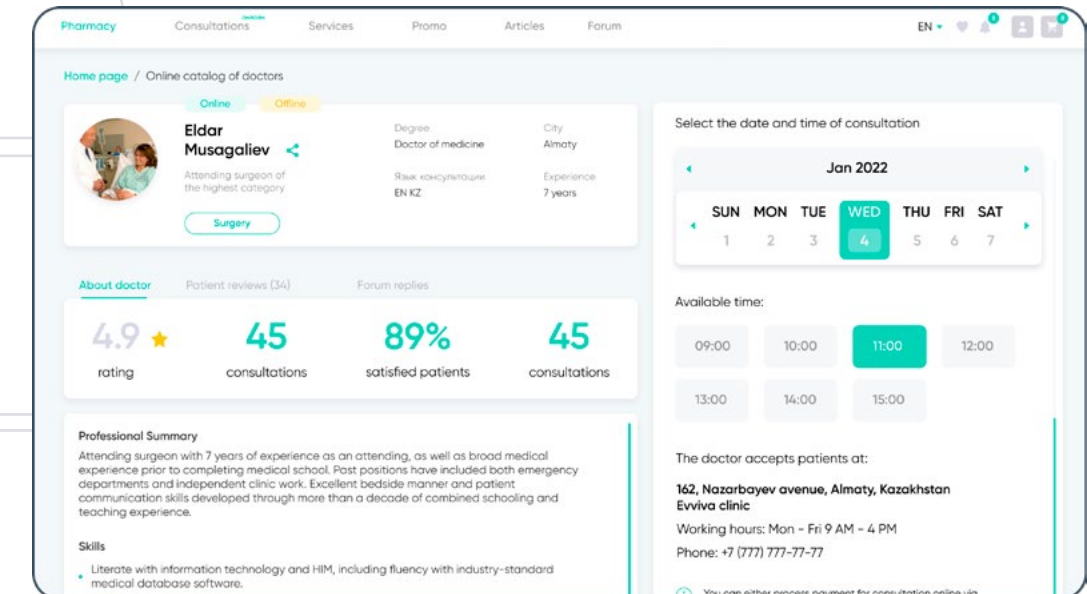 Pharmacy Consultations Services Promo Articles Forum EN
Home page / Online catalog of doctors
Online Offline
Eldar
Musagaliev
Attending surgeon of
the highest category
Surgery
Degree
Doctor of medicine
Язык консультации
EN KZ
City
Almaty
Experience
7 years
About doctor Patient reviews (34) Forum replies
4.9
rating
45
consultations
89%
satisfied patients
45
consultations
Professional Summary
Attending surgeon with 7 years of experience as an attending, as well as broad medical
experience prior to completing medical school. Past positions have included both emergency
departments and independent clinic work. Excellent bedside manner and patient
communication skills developed through more than a decade of combined schooling and
teaching experience.
Skills
Literate with information technology and HIM, including fluency with industry-standard
medical database software.
Select the date and time of consultation
Jan 2022
SUN MON TUE WED THU FRI SAT
1 2 3 4 5 6 7
Available time:
09:00 10:00 11:00 12:00
13:00 14:00 15:00
The doctor accepts patients at:
162, Nazarbayev avenue, Almaty, Kazakhstan
Evviva clinic
Working hours: Mon - Fri 9 AM - 4 PM
Phone: +7 (777) 777-77-77
You can either process payment for consultation online via